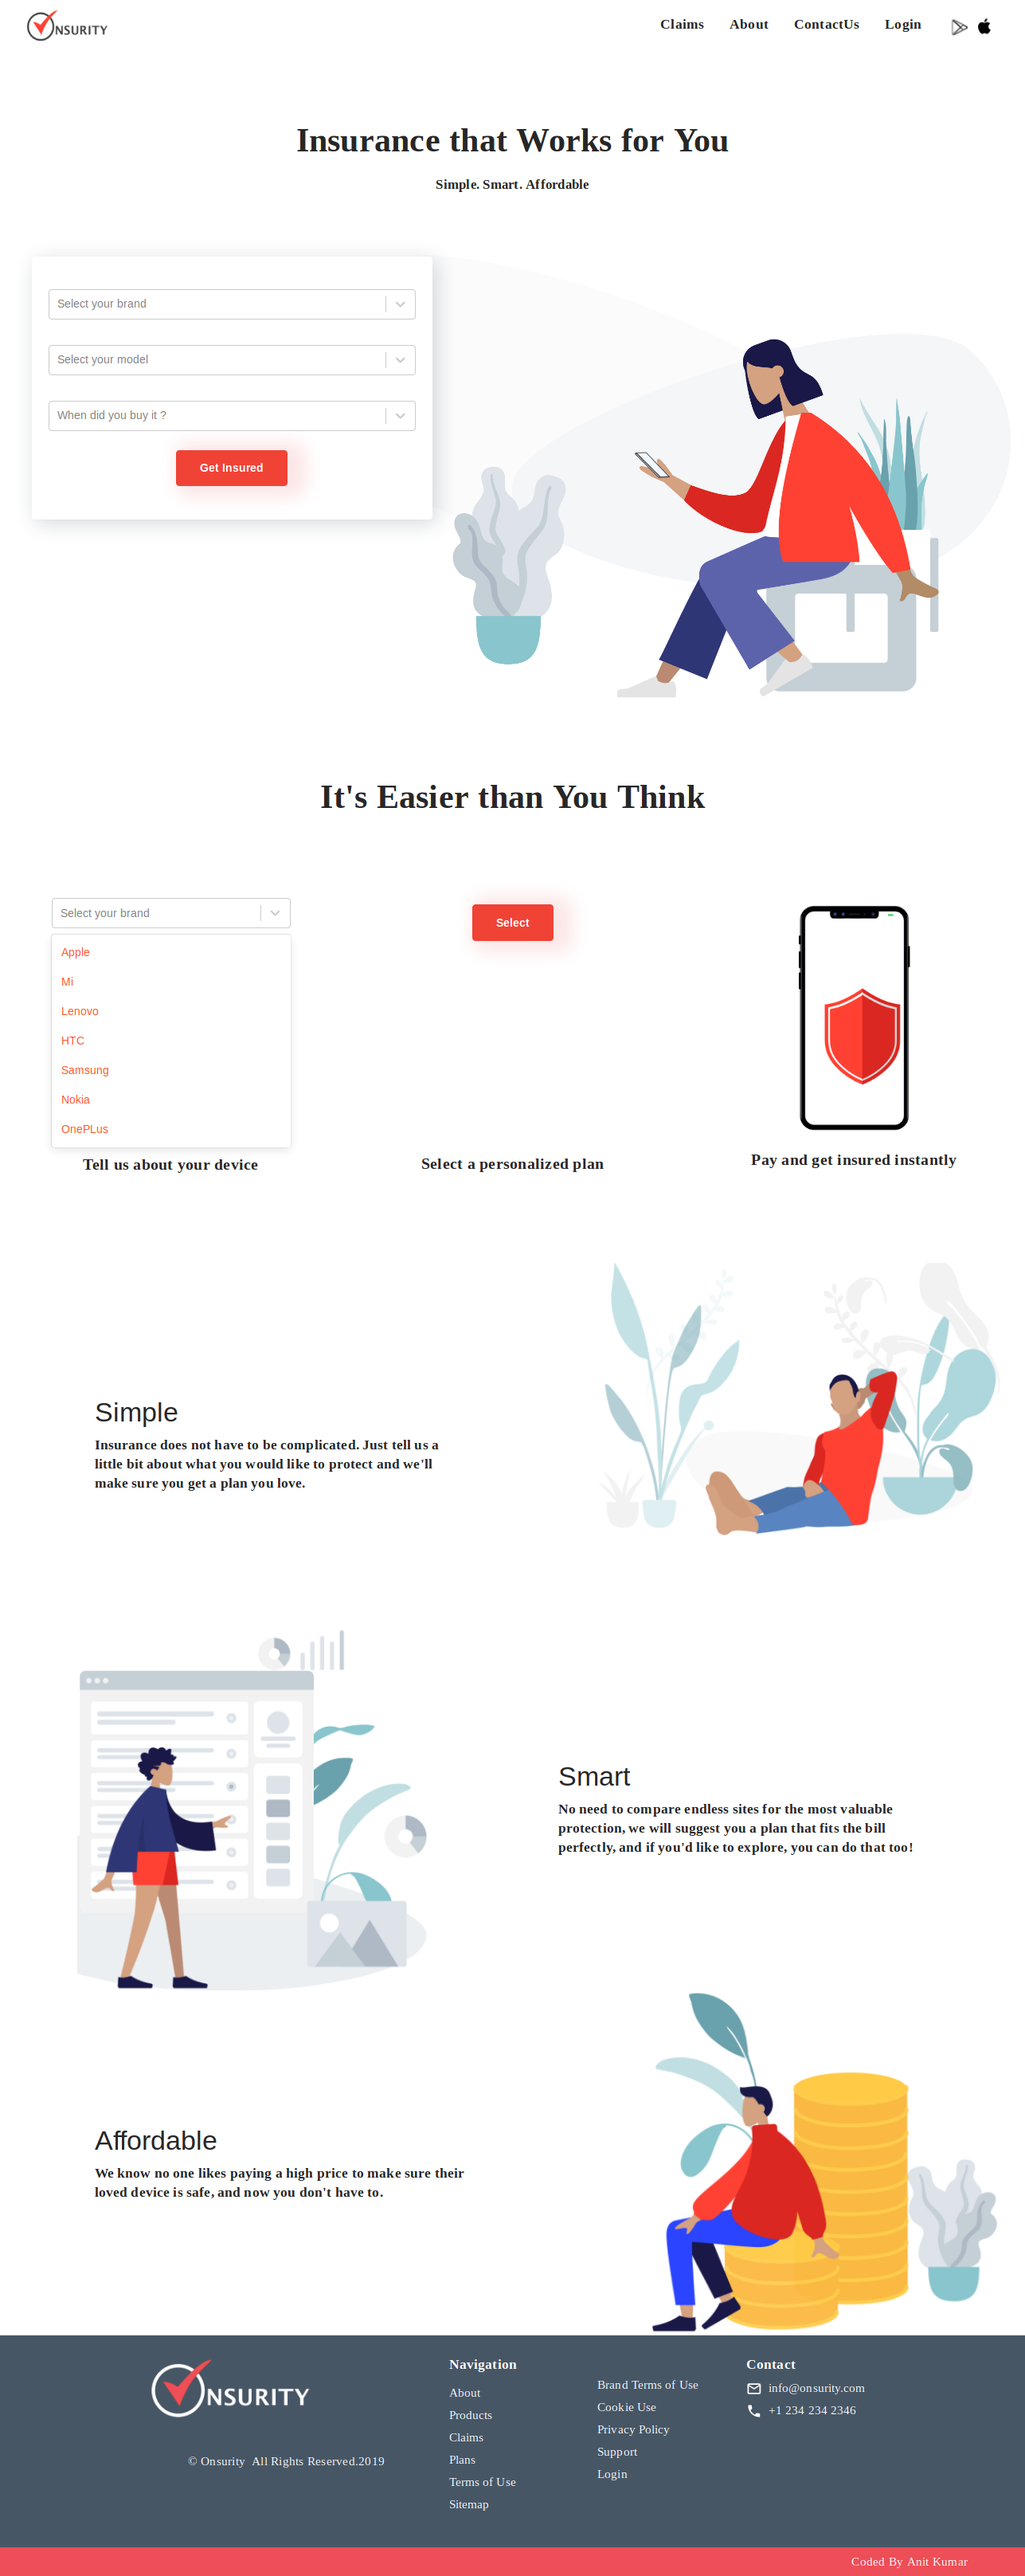 ONSURITY
Claims
About
ContactUs
Login
Insurance that Works for You
Simple. Smart. Affordable
Select your brand
Select your model
When did you buy it ?
Get Insured
It's Easier than You Think
Select your brand
Apple
Mi
Lenovo
HTC
Samsung
Nokia
OnePLus
Tell us about your device
Select
Select a personalized plan
Pay and get insured instantly
Simple
Insurance does not have to be complicated. Just tell us a
little bit about what you would like to protect and we'll
make sure you get a plan you love.
Smart
No need to compare endless sites for the most valuable
protection, we will suggest you a plan that fits the bill
perfectly, and if you'd like to explore, you can do that too!
Affordable
We know no one likes paying a high price to make sure their
loved device is safe, and now you don't have to.
ONSURITY
© Onsurity  All Rights Reserved.2019
Navigation
About
Products
Claims
Plans
Terms of Use
Sitemap
Brand Terms of Use
Cookie Use
Privacy Policy
Support
Login
Contact
info@onsurity.com
+1 234 234 2346
Coded By Anit Kumar